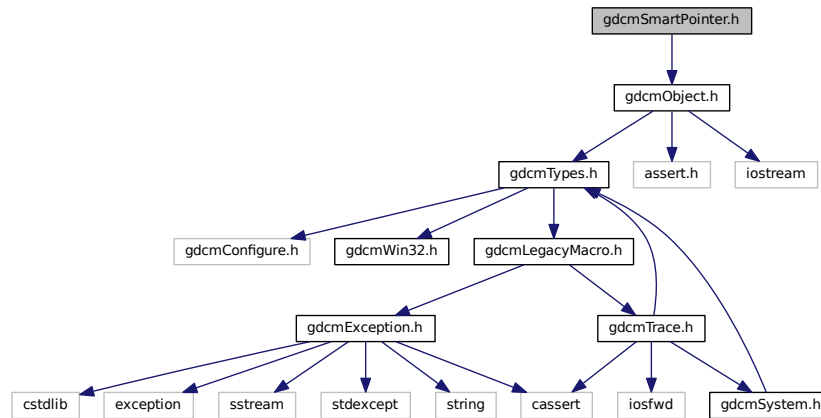 gdcmSmartPointer.h
gdcmObject.h
gdcmTypes.h
assert.h
iostream
gdcmConfigure.h
gdcmWin32.h
gdcmLegacyMacro.h
gdcmException.h
gdcmTrace.h
cstdlib
exception
sstream
stdexcept
string
cassert
iosfwd
gdcmSystem.h